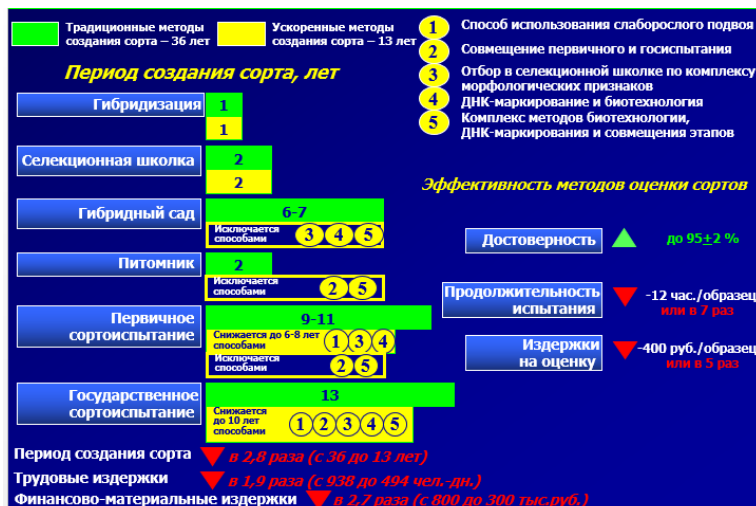 Традиционные методы
создания сорта – 36 лет
Ускоренные методы
создания сорта – 13 лет
1 Способ использования слаборослого подвоя
2 Совмещение первичного и госиспытания
3 Отбор в селекционной школке по комплексу
морфологических признаков
4 ДНК-маркирование и биотехнология
5 Комплекс методов биотехнологии,
ДНК-маркирования и совмещения этапов
Период создания сорта, лет
Гибридизация
1
1
Селекционная школка
2
2
Гибридный сад
6-7
Исключается
способами
3 4 5
Питомник
2
Исключается
способами
2 5
Первичное
сортоиспытание
9-11
Снижается до 6-8 лет
способами
1 3 4
Исключается
способами
2 5
Государственное
сортоиспытание
13
Снижается
до 10 лет
способами
1 2 3 4 5
Эффективность методов оценки сортов
Достоверность
до 95±2 %
Продолжительность
испытания
-12 час./образец
или в 7 раз
Издержки
на оценку
-400 руб./образец
или в 5 раз
Период создания сорта в 2,8 раза (с 36 до 13 лет)
Трудовые издержки в 1,9 раза (с 938 до 494 чел.-дн.)
Финансово-материальные издержки в 2,7 раза (с 800 до 300 тыс.руб.)